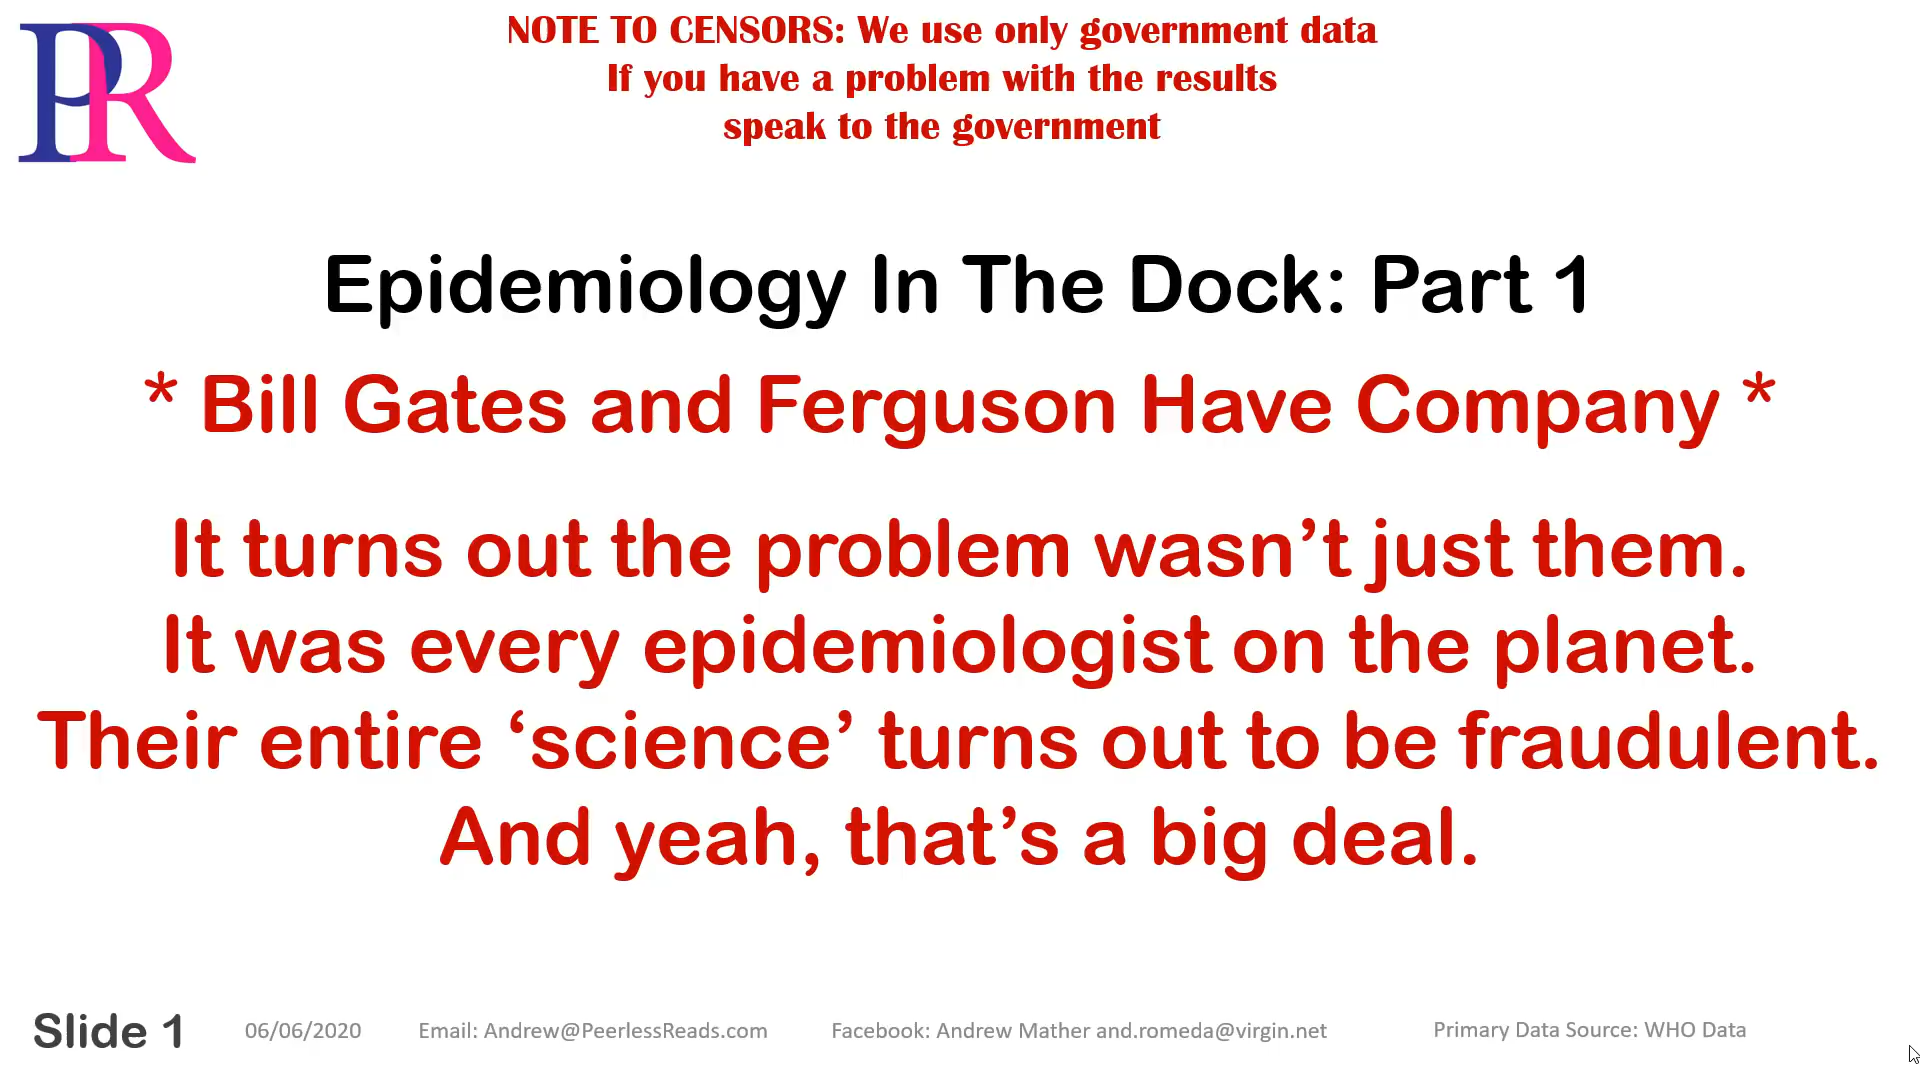 PR
NOTE TO CENSORS: We use only government data
If you have a problem with the results
speak to the government
Epidemiology In The Dock: Part 1
* Bill Gates and Ferguson Have Company *
It turns out the problem wasn’t just them.
It was every epidemiologist on the planet.
Their entire ‘science’ turns out to be fraudulent.
And yeah, that’s a big deal.
Slide 1 06/06/2020 Email: Andrew@PeerlessReads.com Facebook: Andrew Mather and.romeda@virgin.net Primary Data Source: WHO Data